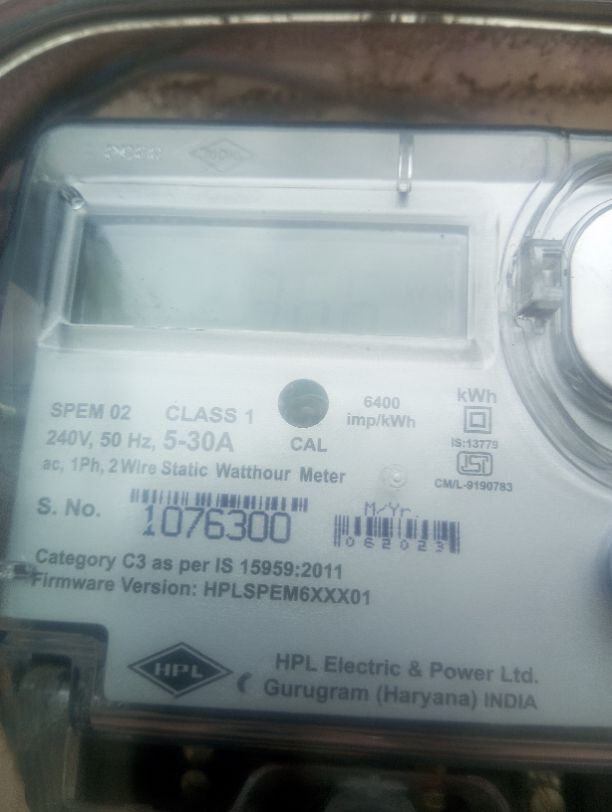 SPEM 02 CLASS 1
240V, 50 Hz, 5-30A
ac, 1Ph, 2 Wire Static Watthour Meter
CAL
6400
imp/kWh
kWh
IS:13779
ISI
CM/L-9190783
S. No. 1076300
M/Yr.
062023
Category C3 as per IS 15959:2011
Firmware Version: HPLSPEM6XXX01
HPL
HPL Electric & Power Ltd.
Gurugram (Haryana) INDIA